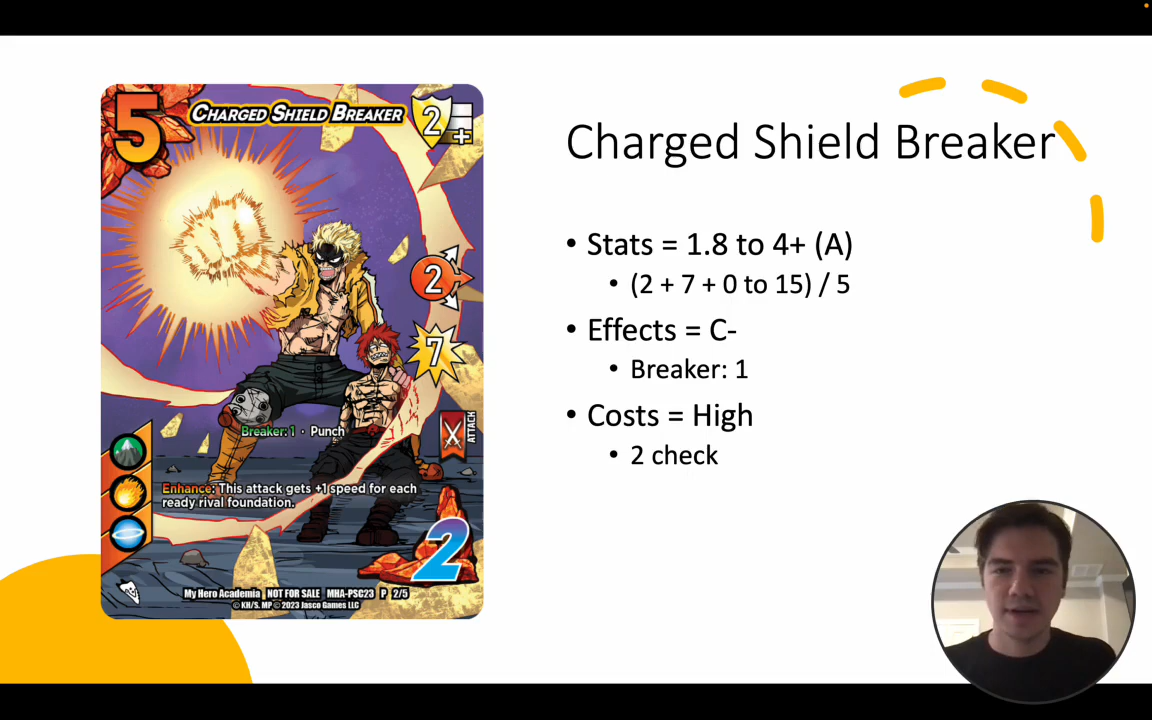 5
CHARGED SHIELD BREAKER
2
+
2
7
ATTACK
Breaker: 1 · Punch
Enhance: This attack gets +1 speed for each
ready rival foundation.
2
My Hero Academia NOT FOR SALE MHA-PSC23 P 2/5
© KH/S. MP © 2023 Jasco Games LLC
Charged Shield Breaker
• Stats = 1.8 to 4+ (A)
• (2 + 7 + 0 to 15) / 5
• Effects = C-
• Breaker: 1
• Costs = High
• 2 check